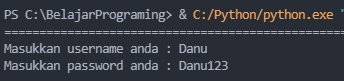 PS C:\BelajarPrograming> & C:/Python/python.exe "
==================================================
Masukkan username anda : Danu
Masukkan password anda : Danu123